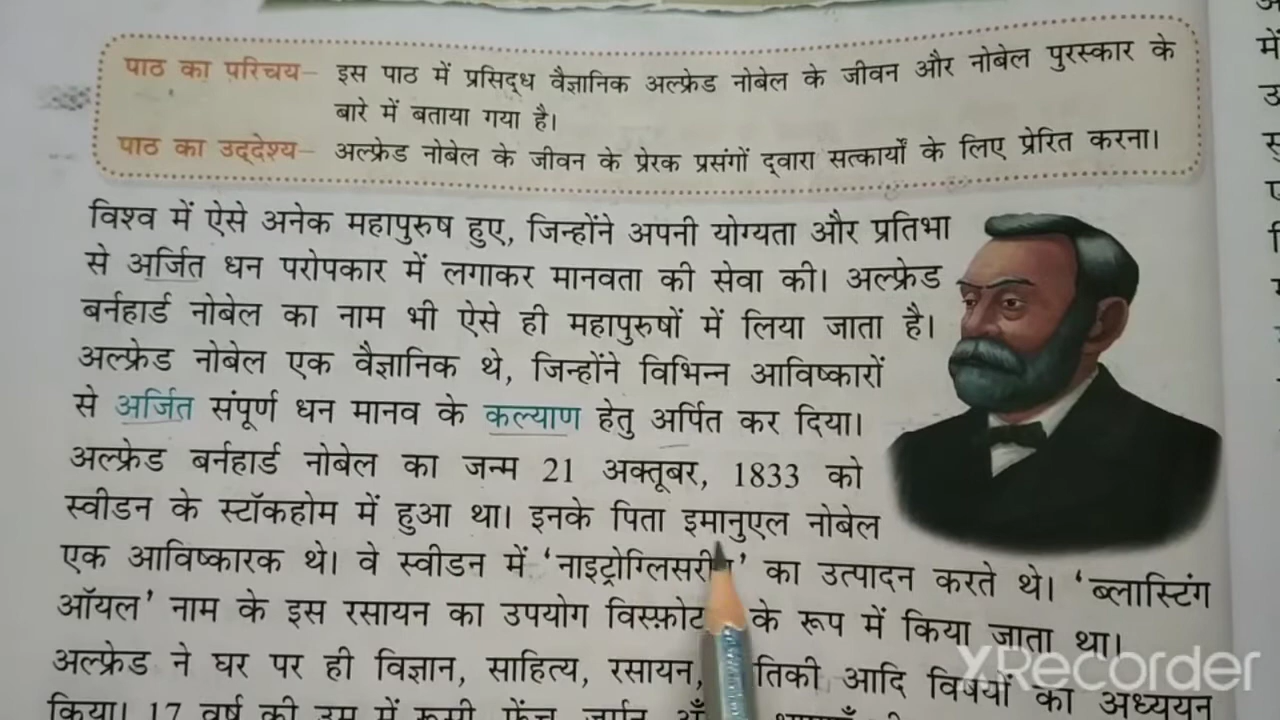 पाठ का परिचय– इस पाठ में प्रसिद्ध वैज्ञानिक अल्फ्रेड नोबेल के जीवन और नोबेल पुरस्कार के
बारे में बताया गया है।
पाठ का उद्देश्य– अल्फ्रेड नोबेल के जीवन के प्रेरक प्रसंगों द्वारा सत्कार्यों के लिए प्रेरित करना।
विश्व में ऐसे अनेक महापुरुष हुए, जिन्होंने अपनी योग्यता और प्रतिभा
से अर्जित धन परोपकार में लगाकर मानवता की सेवा की। अल्फ्रेड
बर्नहार्ड नोबेल का नाम भी ऐसे ही महापुरुषों में लिया जाता है।
अल्फ्रेड नोबेल एक वैज्ञानिक थे, जिन्होंने विभिन्न आविष्कारों
से अर्जित संपूर्ण धन मानव के कल्याण हेतु अर्पित कर दिया।
अल्फ्रेड बर्नहार्ड नोबेल का जन्म 21 अक्तूबर, 1833 को
स्वीडन के स्टॉकहोम में हुआ था। इनके पिता इमानुएल नोबेल
एक आविष्कारक थे। वे स्वीडन में ‘नाइट्रोग्लिसरीन’ का उत्पादन करते थे। ‘ब्लास्टिंग
ऑयल’ नाम के इस रसायन का उपयोग विस्फ़ोट के रूप में किया जाता था।
अल्फ्रेड ने घर पर ही विज्ञान, साहित्य, रसायन, तिकी आदि विषयों का अध्ययन
किया। 17 वर्ष की उम्र में
XRecorder